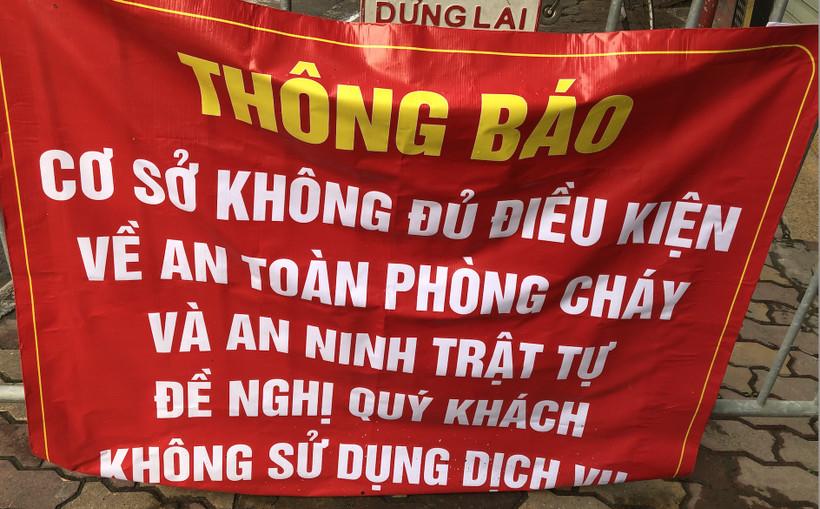 DỪNG LẠI
THÔNG BÁO
CƠ SỞ KHÔNG ĐỦ ĐIỀU KIỆN
VỀ AN TOÀN PHÒNG CHÁY
VÀ AN NINH TRẬT TỰ
ĐỀ NGHỊ QUÝ KHÁCH
KHÔNG SỬ DỤNG DỊCH VỤ